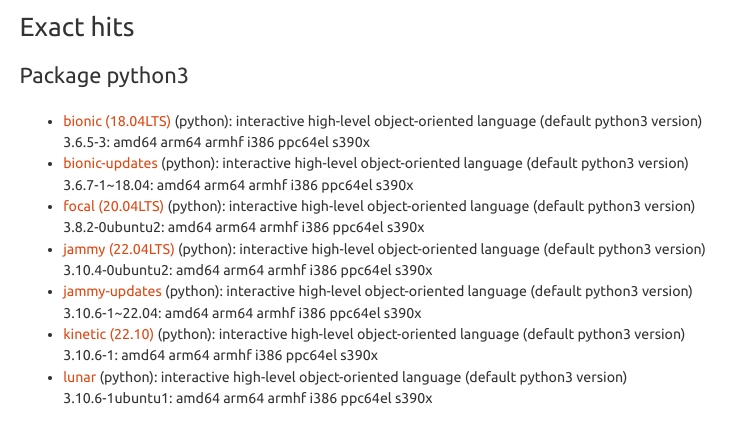 Exact hits
Package python3
bionic (18.04LTS) (python): interactive high-level object-oriented language (default python3 version)
3.6.5-3: amd64 arm64 armhf i386 ppc64el s390x
bionic-updates (python): interactive high-level object-oriented language (default python3 version)
3.6.7-1~18.04: amd64 arm64 armhf i386 ppc64el s390x
focal (20.04LTS) (python): interactive high-level object-oriented language (default python3 version)
3.8.2-0ubuntu2: amd64 arm64 armhf i386 ppc64el s390x
jammy (22.04LTS) (python): interactive high-level object-oriented language (default python3 version)
3.10.4-0ubuntu2: amd64 arm64 armhf i386 ppc64el s390x
jammy-updates (python): interactive high-level object-oriented language (default python3 version)
3.10.6-1~22.04: amd64 arm64 armhf i386 ppc64el s390x
kinetic (22.10) (python): interactive high-level object-oriented language (default python3 version)
3.10.6-1: amd64 arm64 armhf i386 ppc64el s390x
lunar (python): interactive high-level object-oriented language (default python3 version)
3.10.6-1ubuntu1: amd64 arm64 armhf i386 ppc64el s390x